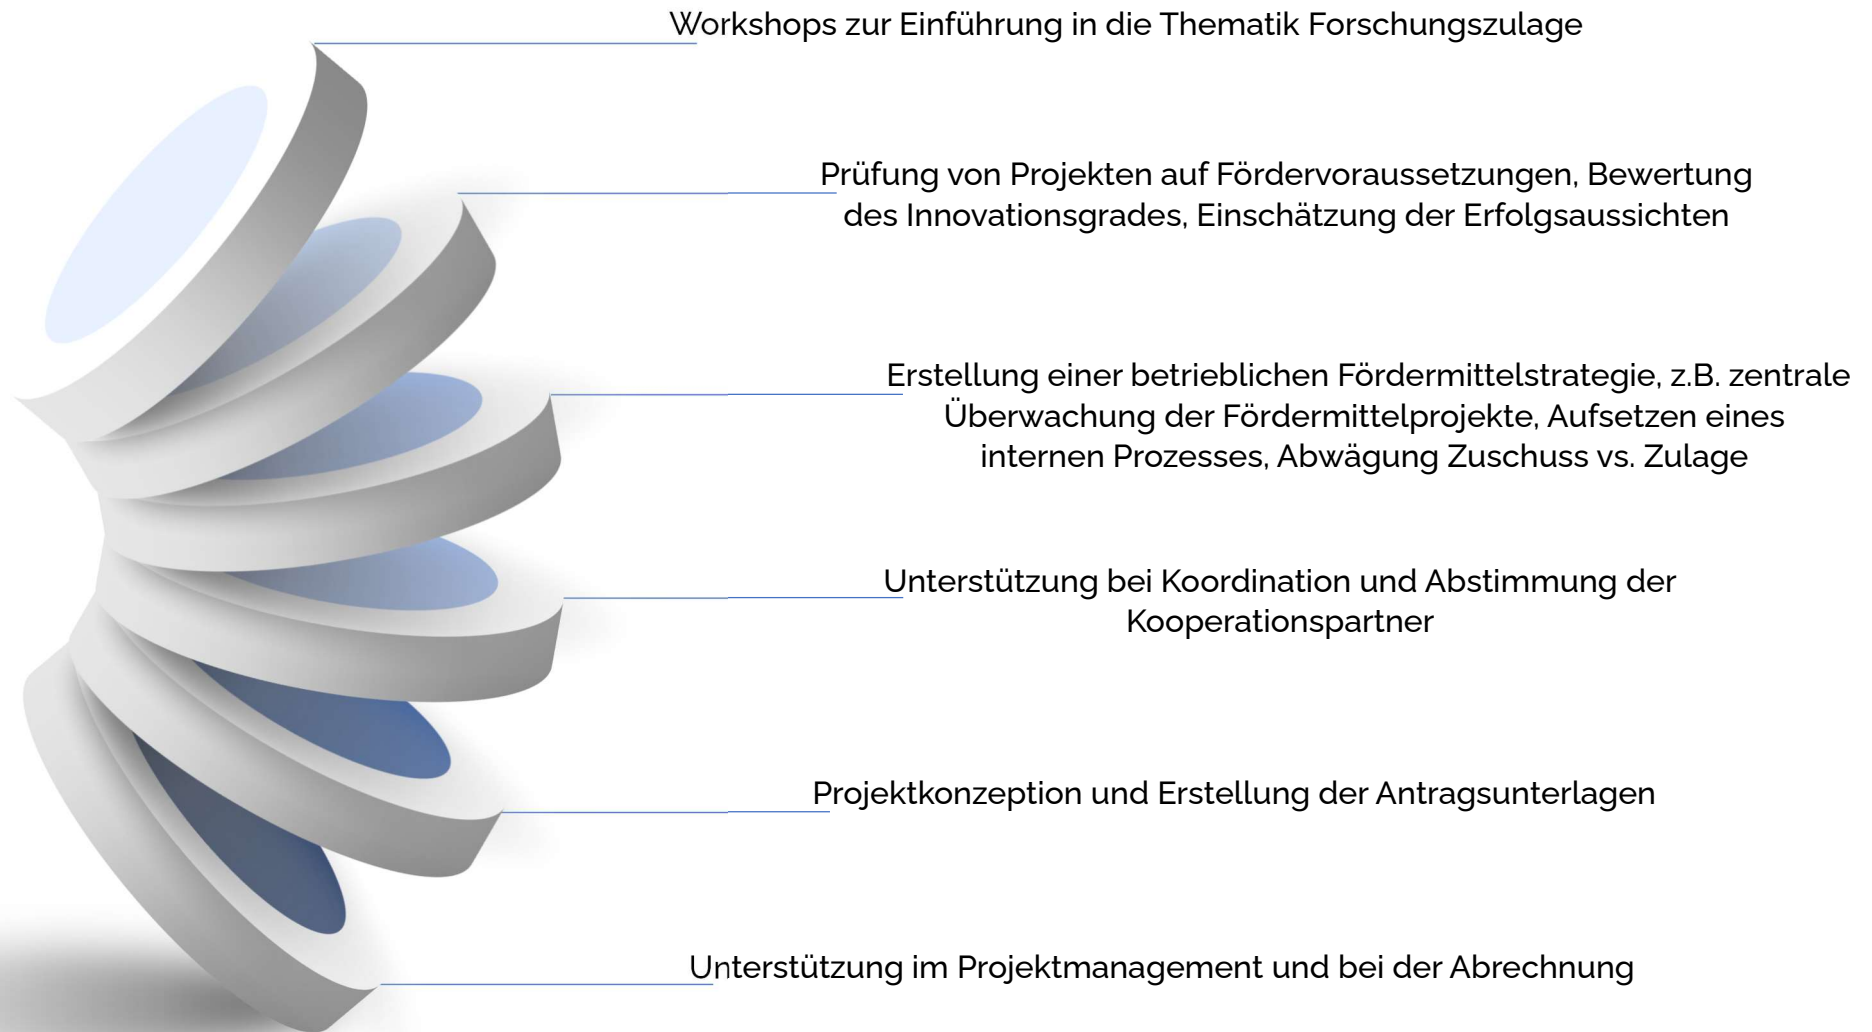 Workshops zur Einführung in die Thematik Forschungszulage
Prüfung von Projekten auf Fördervoraussetzungen, Bewertung
des Innovationsgrades, Einschätzung der Erfolgsaussichten
Erstellung einer betrieblichen Fördermittelstrategie, z.B. zentrale
Überwachung der Fördermittelprojekte, Aufsetzen eines
internen Prozesses, Abwägung Zuschuss vs. Zulage
Unterstützung bei Koordination und Abstimmung der
Kooperationspartner
Projektkonzeption und Erstellung der Antragsunterlagen
Unterstützung im Projektmanagement und bei der Abrechnung